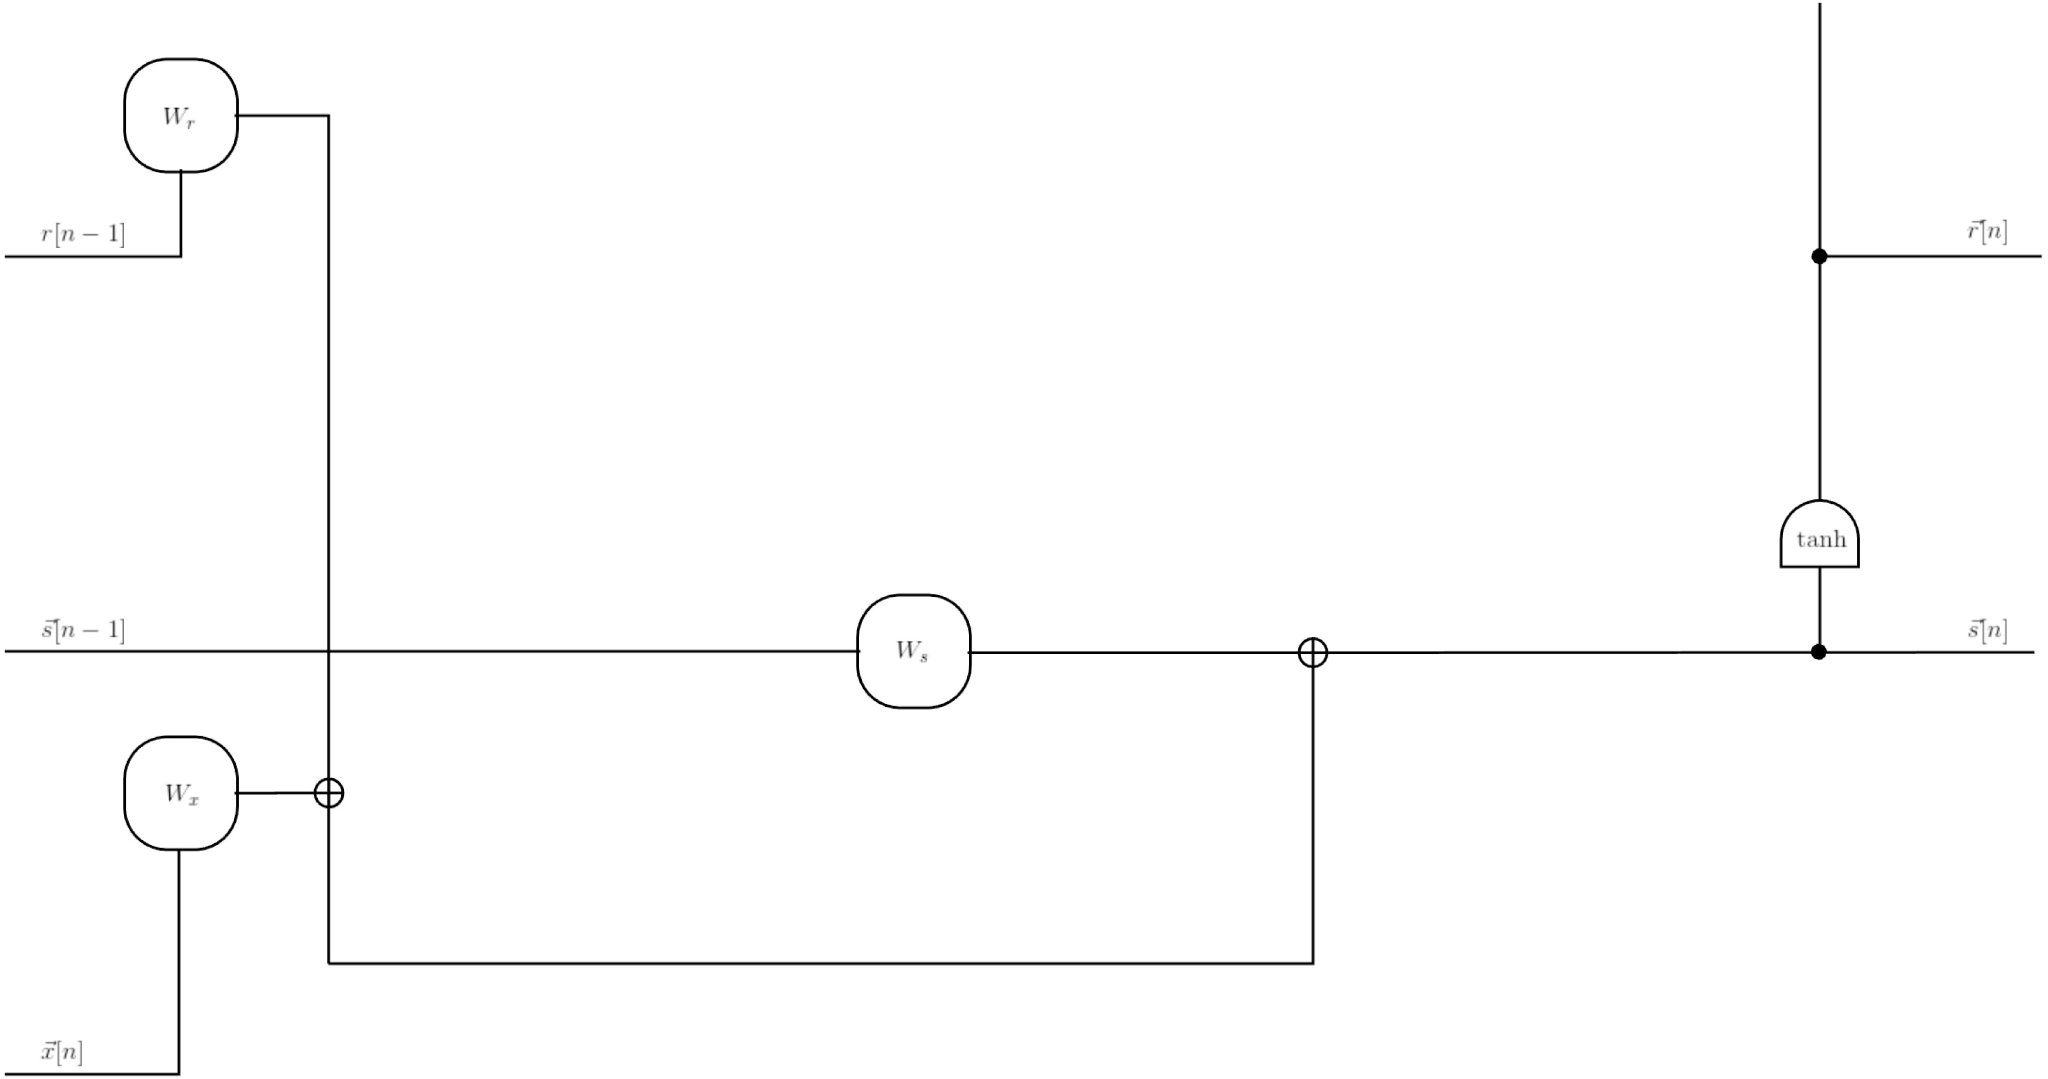 W_r
r[n − 1]
r⃗[n]
tanh
s⃗[n − 1]
W_s
s⃗[n]
W_x
x⃗[n]